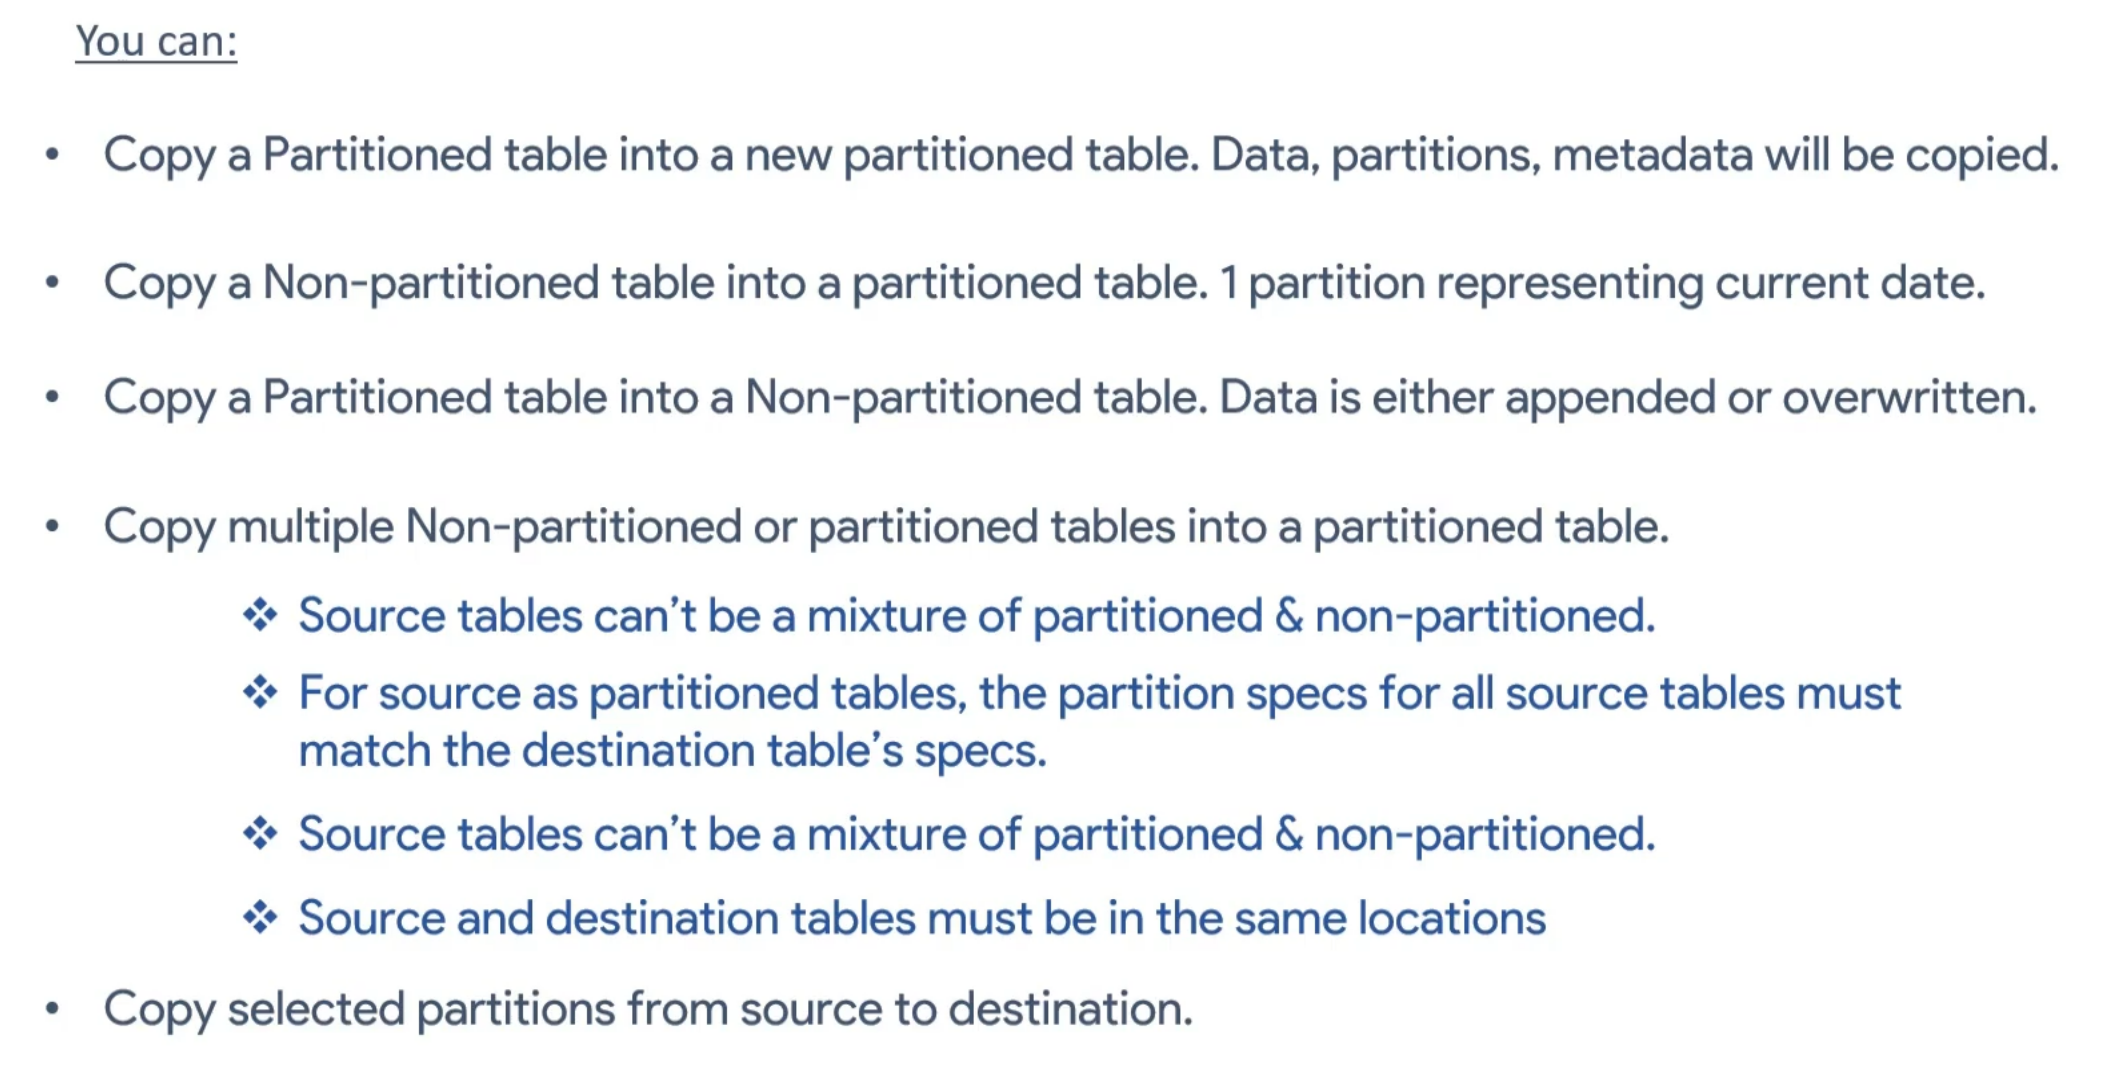 You can:
• Copy a Partitioned table into a new partitioned table. Data, partitions, metadata will be copied.
• Copy a Non-partitioned table into a partitioned table. 1 partition representing current date.
• Copy a Partitioned table into a Non-partitioned table. Data is either appended or overwritten.
• Copy multiple Non-partitioned or partitioned tables into a partitioned table.
❖ Source tables can’t be a mixture of partitioned & non-partitioned.
❖ For source as partitioned tables, the partition specs for all source tables must
match the destination table’s specs.
❖ Source tables can’t be a mixture of partitioned & non-partitioned.
❖ Source and destination tables must be in the same locations
• Copy selected partitions from source to destination.